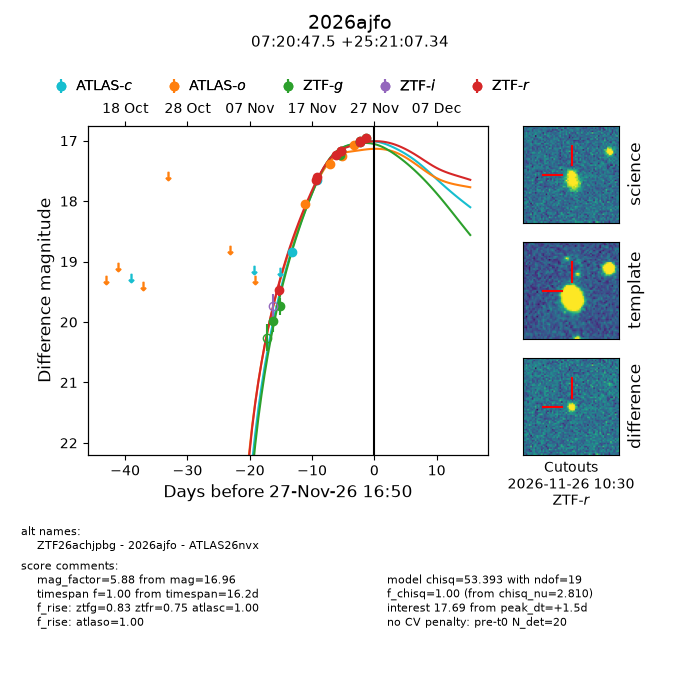 2026ajfo
07:20:47.5 +25:21:07.34
ATLAS-c
ATLAS-o
ZTF-g
ZTF-i
ZTF-r
18 Oct
28 Oct
07 Nov
17 Nov
27 Nov
07 Dec
17
18
19
20
21
22
Difference magnitude
−40
−30
−20
−10
0
10
Days before 27-Nov-26 16:50
science
template
difference
Cutouts
2026-11-26 10:30
ZTF-r
alt names:
ZTF26achjpbg - 2026ajfo - ATLAS26nvx
score comments:
mag_factor=5.88 from mag=16.96
timespan f=1.00 from timespan=16.2d
f_rise: ztfg=0.83 ztfr=0.75 atlasc=1.00
f_rise: atlaso=1.00
model chisq=53.393 with ndof=19
f_chisq=1.00 (from chisq_nu=2.810)
interest 17.69 from peak_dt=+1.5d
no CV penalty: pre-t0 N_det=20